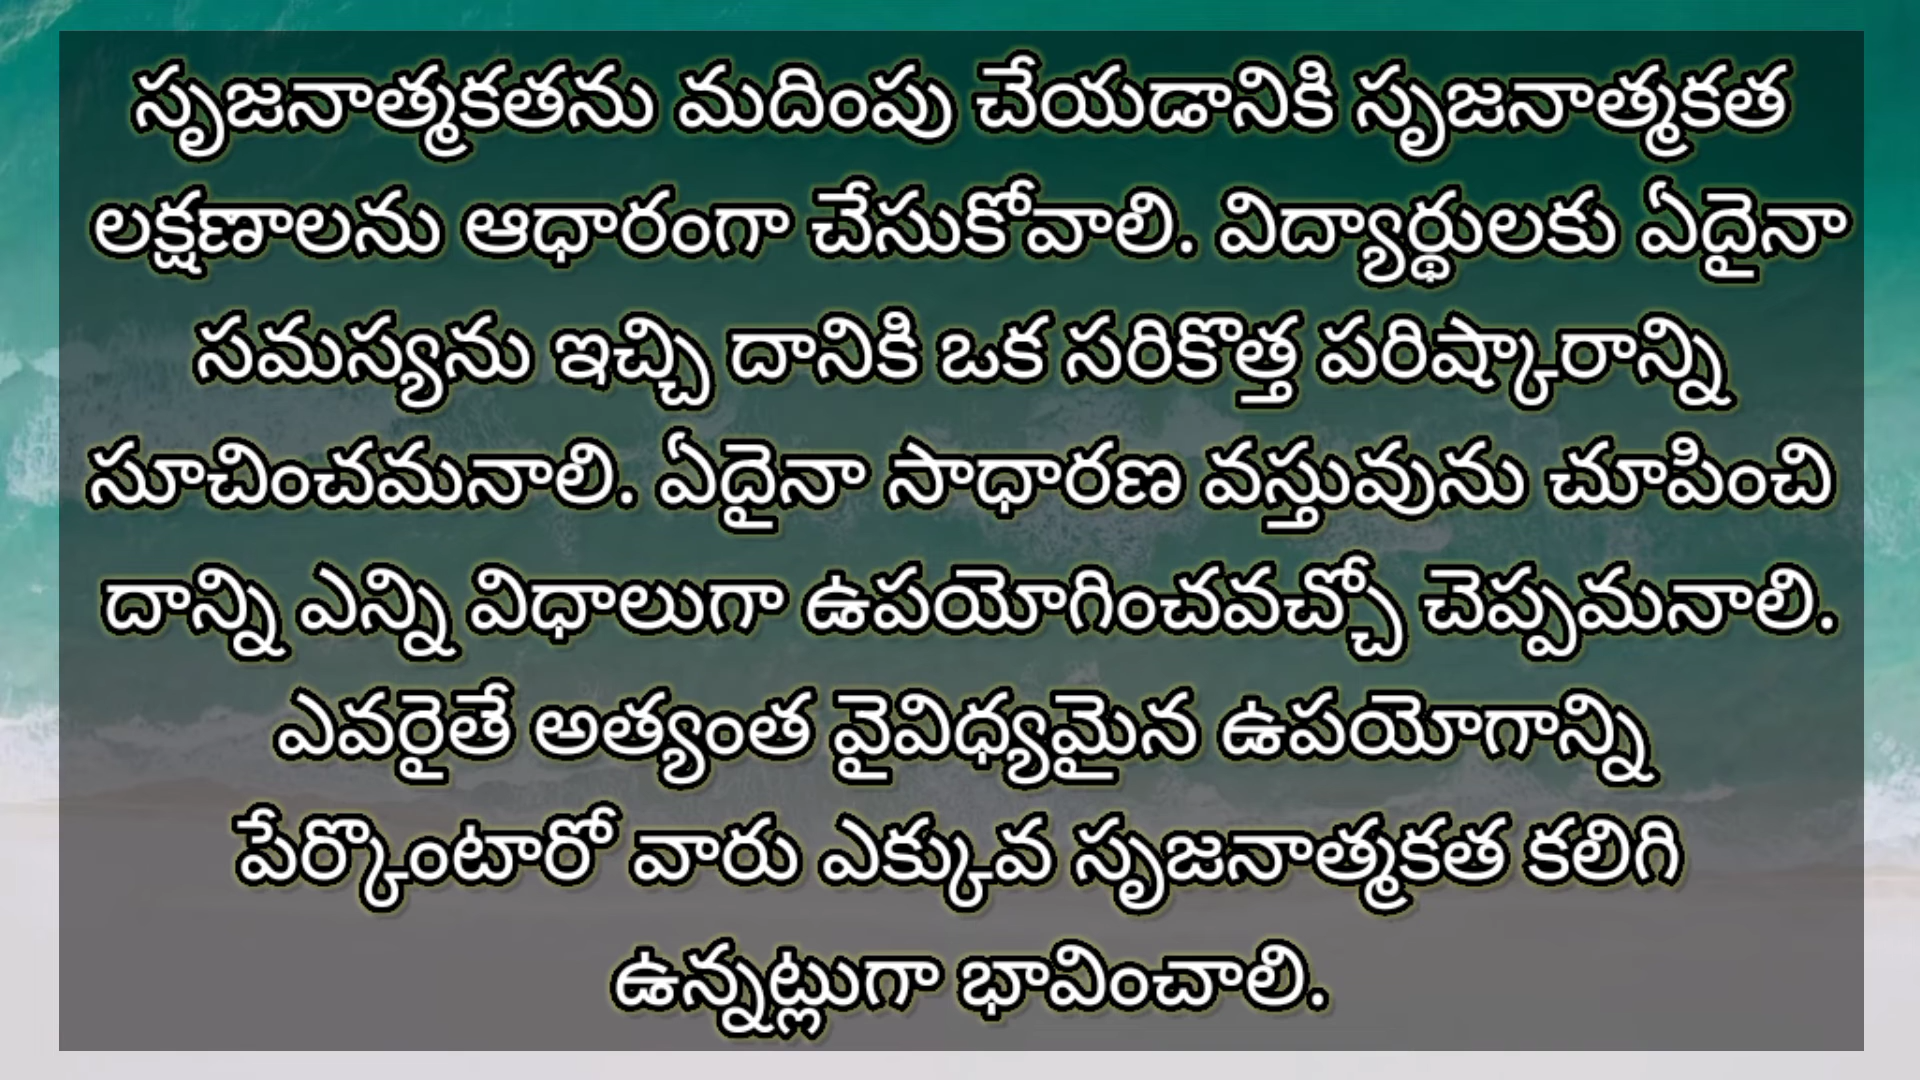 సృజనాత్మకతను మదింపు చేయడానికి సృజనాత్మకత
లక్షణాలను ఆధారంగా చేసుకోవాలి. విద్యార్థులకు ఏదైనా
సమస్యను ఇచ్చి దానికి ఒక సరికొత్త పరిష్కారాన్ని
సూచించమనాలి. ఏదైనా సాధారణ వస్తువును చూపించి
దాన్ని ఎన్ని విధాలుగా ఉపయోగించవచ్చో చెప్పమనాలి.
ఎవరైతే అత్యంత వైవిధ్యమైన ఉపయోగాన్ని
పేర్కొంటారో వారు ఎక్కువ సృజనాత్మకత కలిగి
ఉన్నట్లుగా భావించాలి.